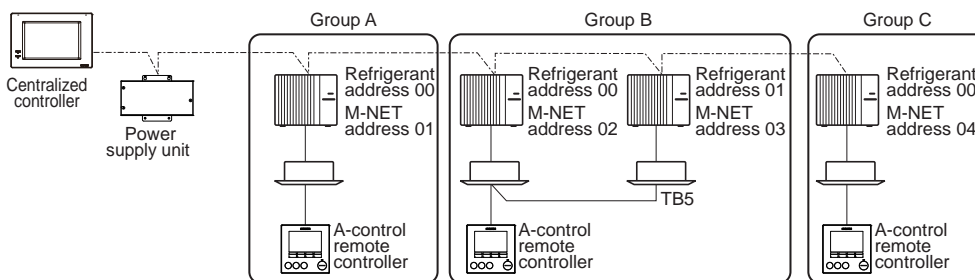 Group A
Group B
Group C
Centralized
controller
Power
supply unit
Refrigerant
address 00
M-NET
address 01
Refrigerant
address 00
M-NET
address 02
Refrigerant
address 01
M-NET
address 03
Refrigerant
address 00
M-NET
address 04
TB5
A-control
remote
controller
A-control
remote
controller
A-control
remote
controller